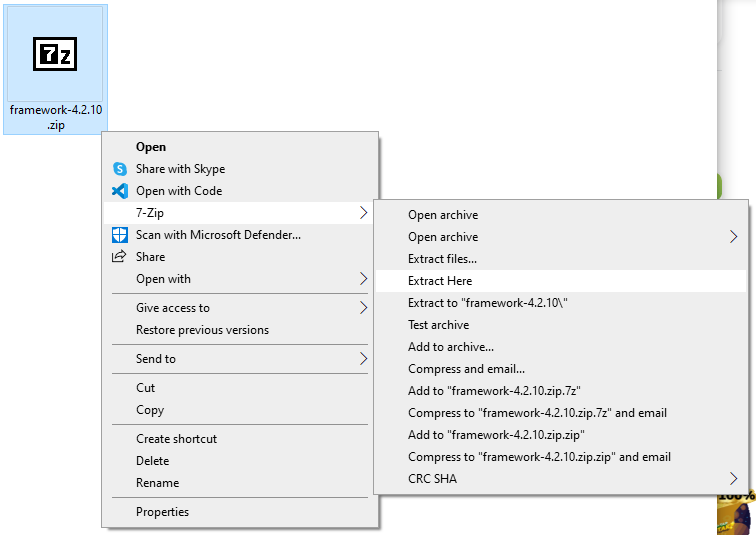 7z
framework-4.2.10
.zip
Open
Share with Skype
Open with Code
7-Zip
Scan with Microsoft Defender...
Share
Open with
Give access to
Restore previous versions
Send to
Cut
Copy
Create shortcut
Delete
Rename
Properties
Open archive
Open archive
Extract files...
Extract Here
Extract to "framework-4.2.10\"
Test archive
Add to archive...
Compress and email...
Add to "framework-4.2.10.zip.7z"
Compress to "framework-4.2.10.zip.7z" and email
Add to "framework-4.2.10.zip.zip"
Compress to "framework-4.2.10.zip.zip" and email
CRC SHA
100%